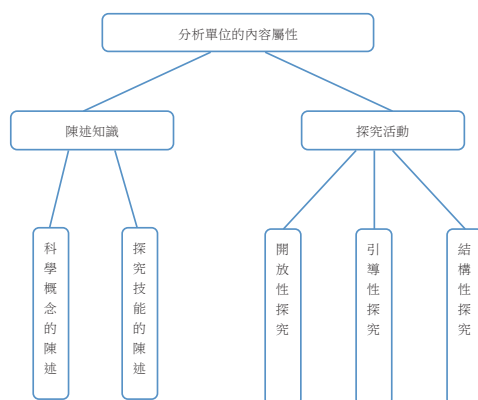 分析單位的內容屬性
陳述知識
探究活動
科學概念的陳述
探究技能的陳述
開放性探究
引導性探究
結構性探究